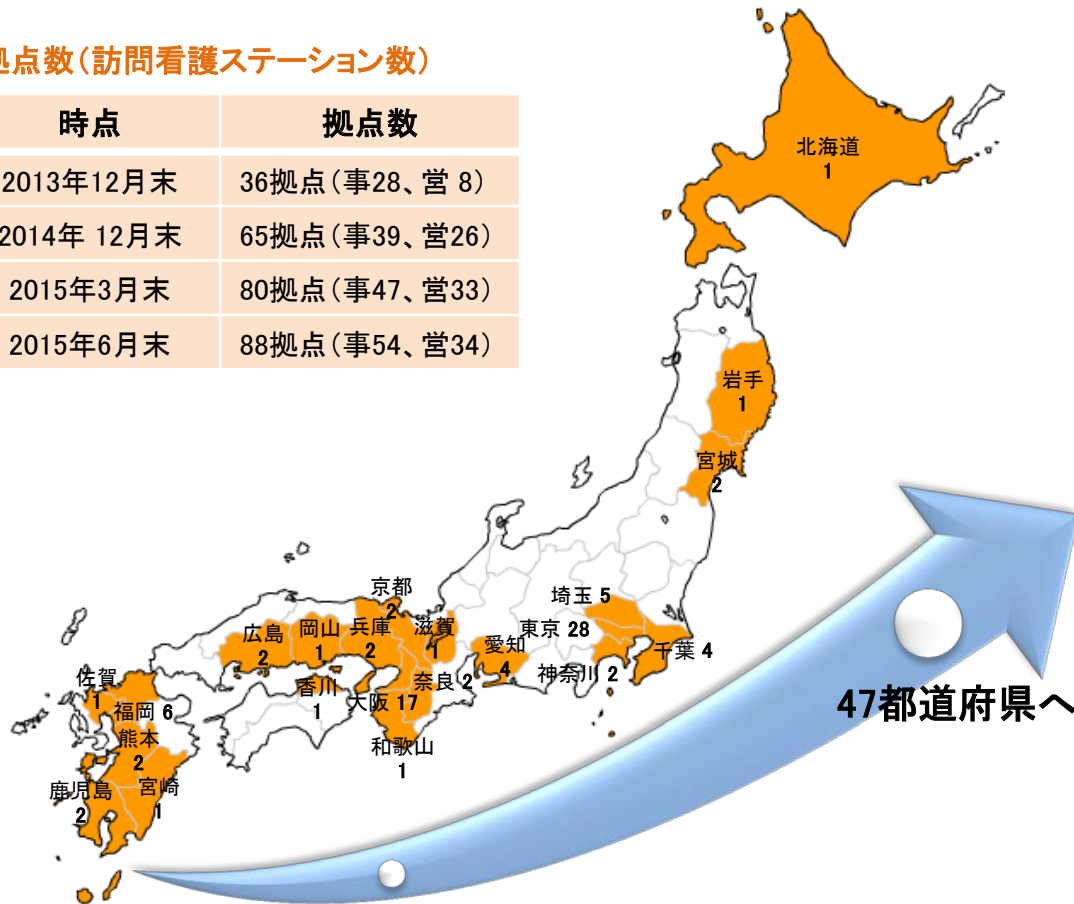 点数（訪問看護ステーション数）
時点 拠点数
2013年12月末 36拠点（事28、営 8）
2014年 12月末 65拠点（事39、営26）
2015年3月末 80拠点（事47、営33）
2015年6月末 88拠点（事54、営34）
北海道
1
岩手
1
宮城
2
埼玉 5
東京 28
千葉 4
神奈川 2
愛知
4
京都
2
滋賀
1
兵庫
2
岡山
1
広島
2
奈良 2
大阪 17
香川
1
和歌山
1
佐賀
1
福岡 6
熊本
2
宮崎
1
鹿児島
2
47都道府県へ